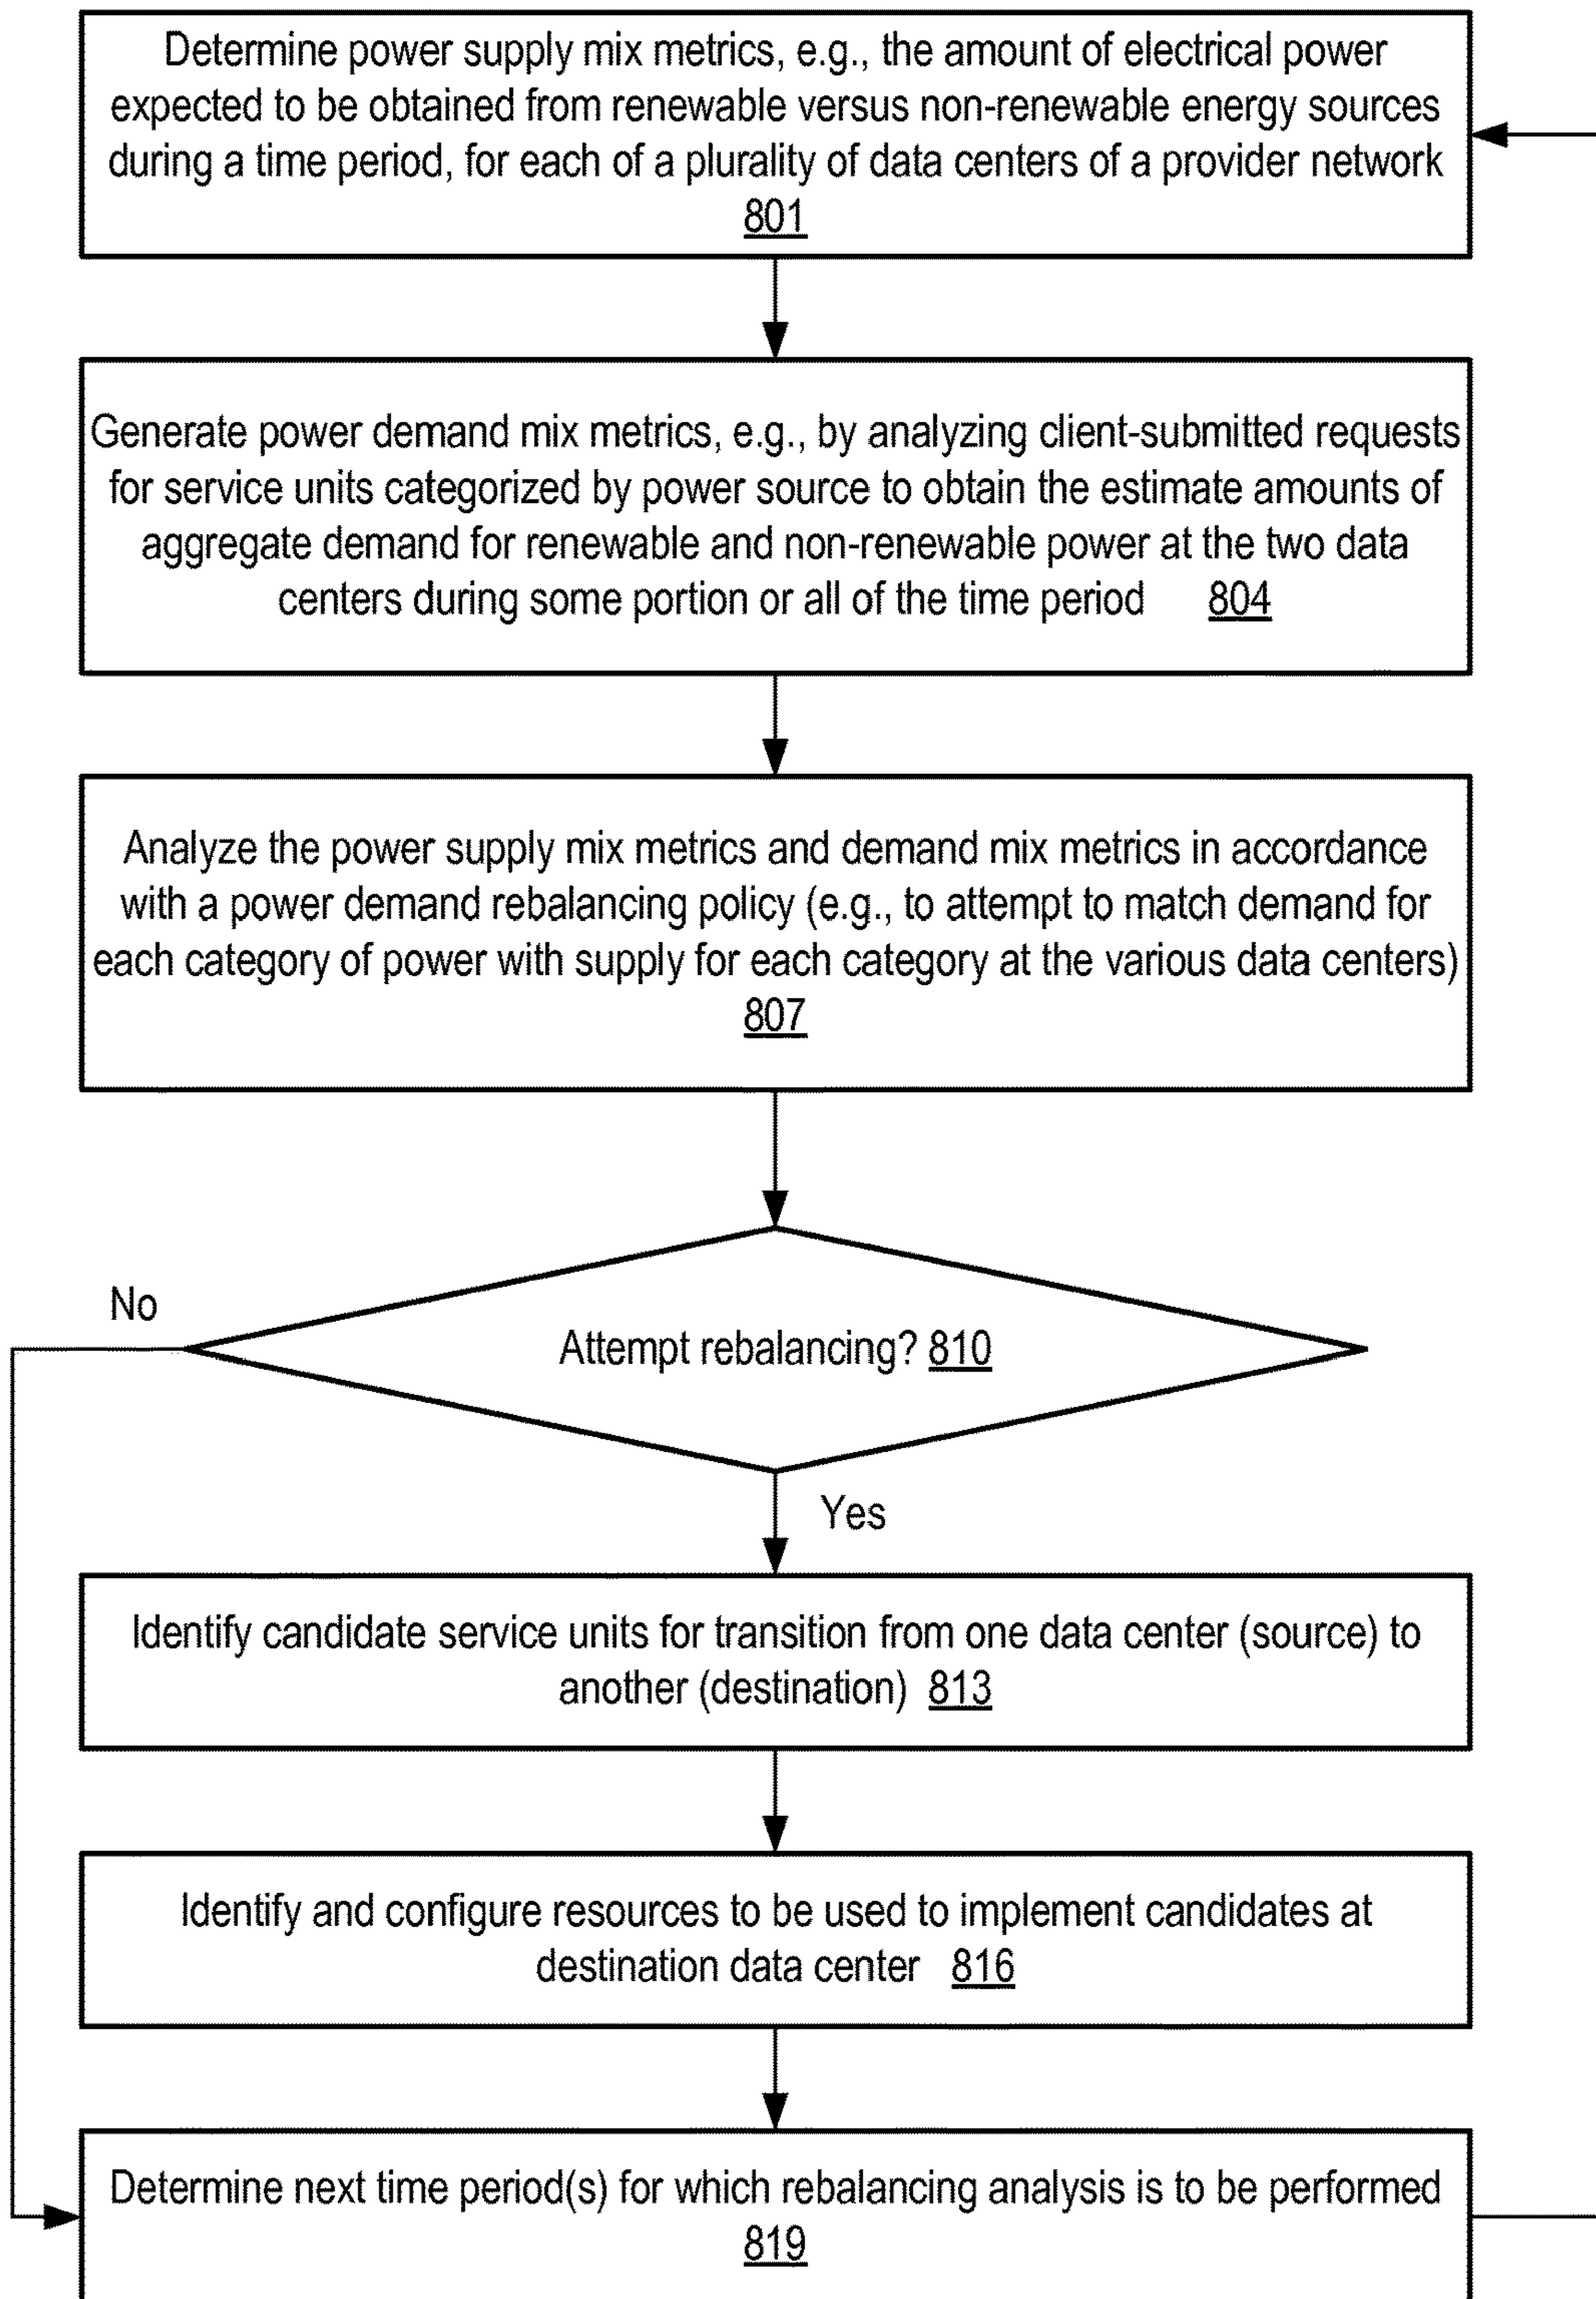 Determine power supply mix metrics, e.g., the amount of electrical power
expected to be obtained from renewable versus non-renewable energy sources
during a time period, for each of a plurality of data centers of a provider network
801
Generate power demand mix metrics, e.g., by analyzing client-submitted requests
for service units categorized by power source to obtain the estimate amounts of
aggregate demand for renewable and non-renewable power at the two data
centers during some portion or all of the time period 804
Analyze the power supply mix metrics and demand mix metrics in accordance
with a power demand rebalancing policy (e.g., to attempt to match demand for
each category of power with supply for each category at the various data centers)
807
No
Attempt rebalancing? 810
Yes
Identify candidate service units for transition from one data center (source) to
another (destination) 813
Identify and configure resources to be used to implement candidates at
destination data center 816
Determine next time period(s) for which rebalancing analysis is to be performed
819